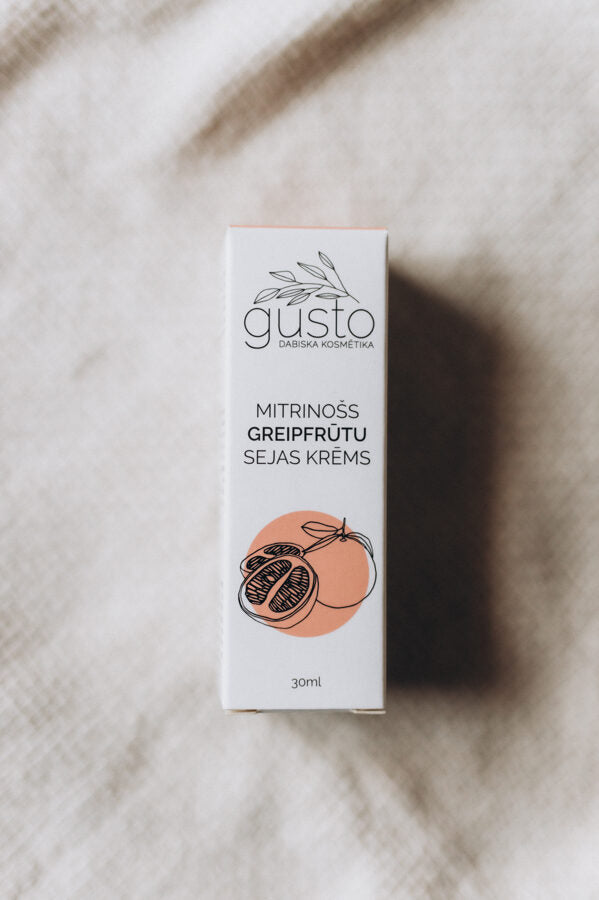 gusto
DABISKA KOSMĒTIKA
MITRINOŠS
GREIPFRŪTU
SEJAS KRĒMS
30ml